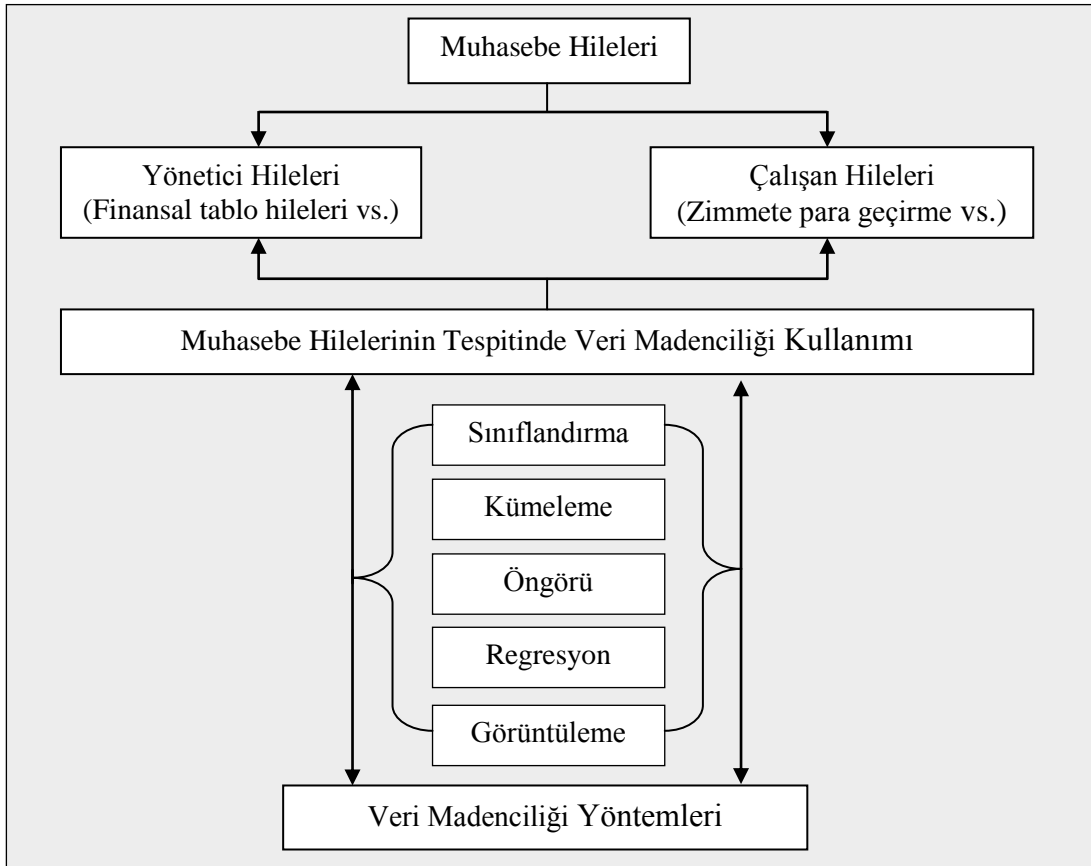 Muhasebe Hileleri
Yönetici Hileleri
(Finansal tablo hileleri vs.)
Çalışan Hileleri
(Zimmete para geçirme vs.)
Muhasebe Hilelerinin Tespitinde Veri Madenciliği Kullanımı
Sınıflandırma
Kümeleme
Öngörü
Regresyon
Görüntüleme
Veri Madenciliği Yöntemleri